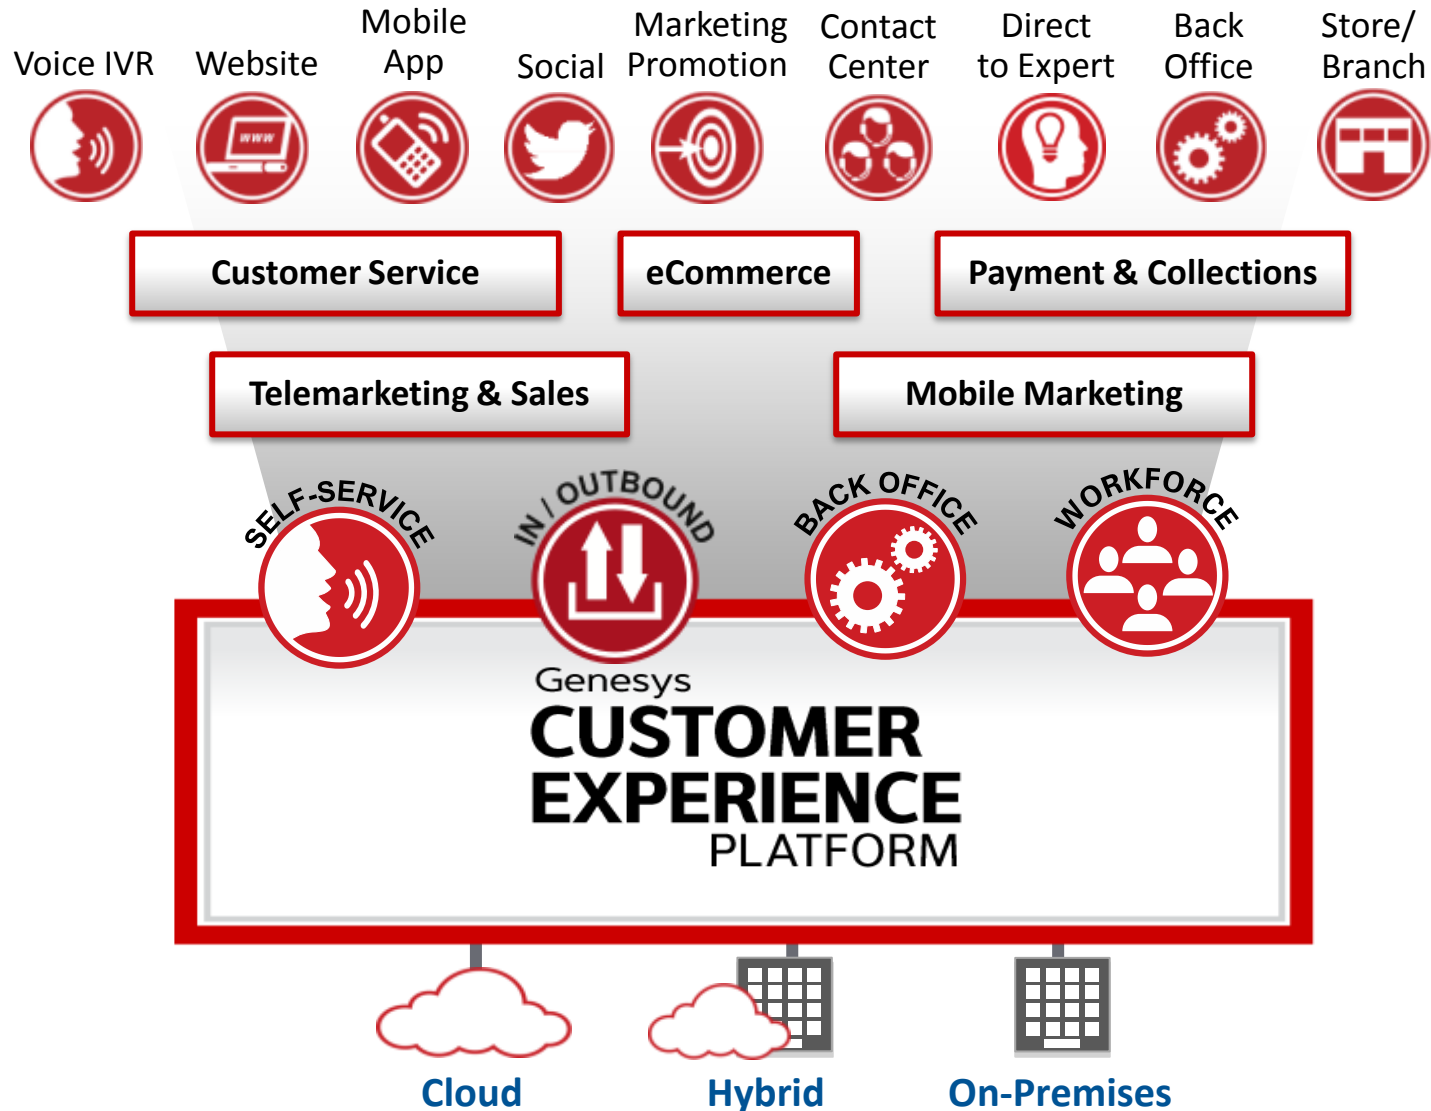 Voice IVR
Website
Mobile
App
Social
Marketing
Promotion
Contact
Center
Direct
to Expert
Back
Office
Store/
Branch
www
Customer Service
eCommerce
Payment & Collections
Telemarketing & Sales
Mobile Marketing
SELF-SERVICE
IN / OUTBOUND
BACK OFFICE
WORKFORCE
Genesys
CUSTOMER
EXPERIENCE
PLATFORM
Cloud
Hybrid
On-Premises